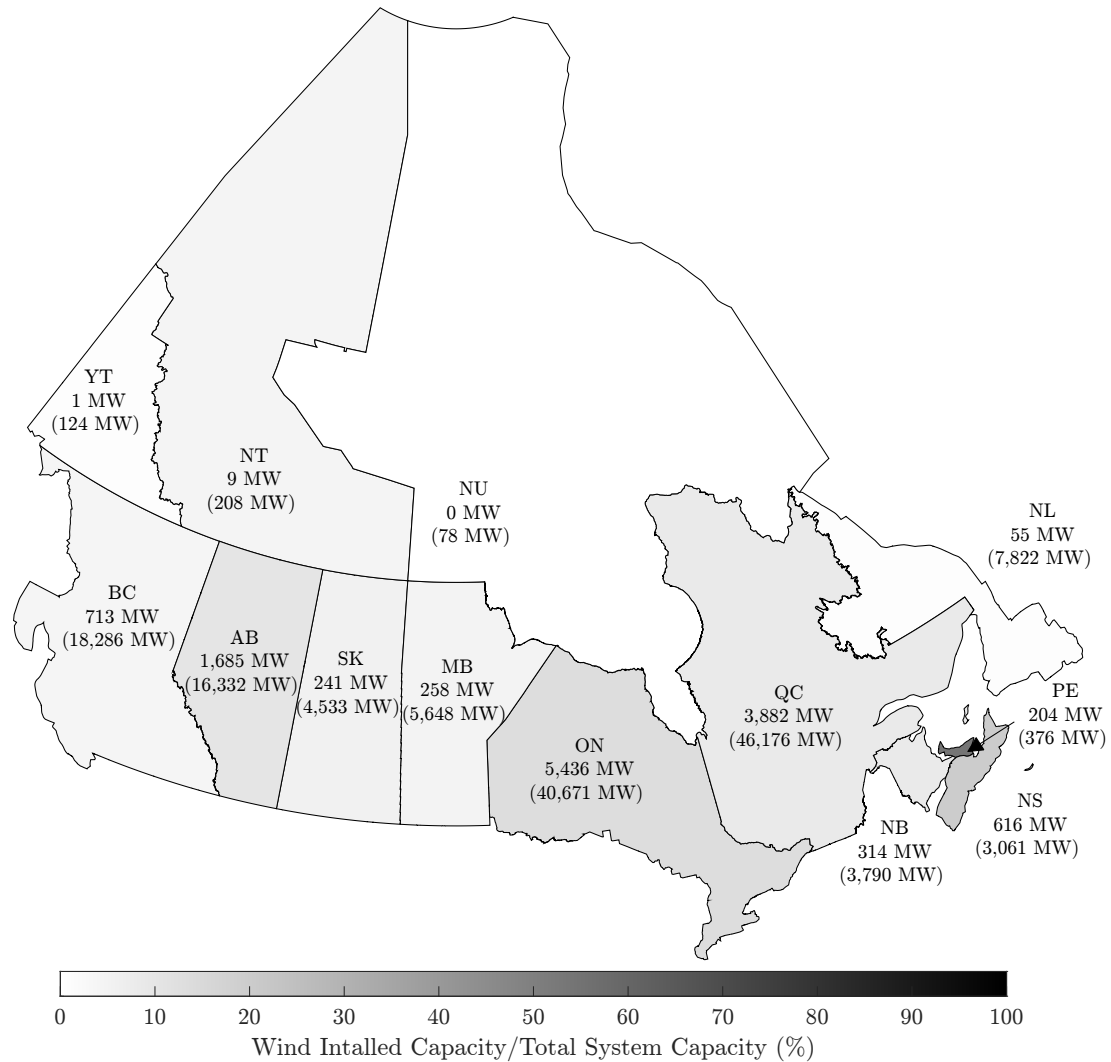 YT
1 MW
(124 MW)
NT
9 MW
(208 MW)
NU
0 MW
(78 MW)
NL
55 MW
(7,822 MW)
BC
713 MW
(18,286 MW)
AB
1,685 MW
(16,332 MW)
SK
241 MW
(4,533 MW)
MB
258 MW
(5,648 MW)
ON
5,436 MW
(40,671 MW)
QC
3,882 MW
(46,176 MW)
PE
204 MW
(376 MW)
NS
616 MW
(3,061 MW)
NB
314 MW
(3,790 MW)
0 10 20 30 40 50 60 70 80 90 100
Wind Intalled Capacity/Total System Capacity (%)